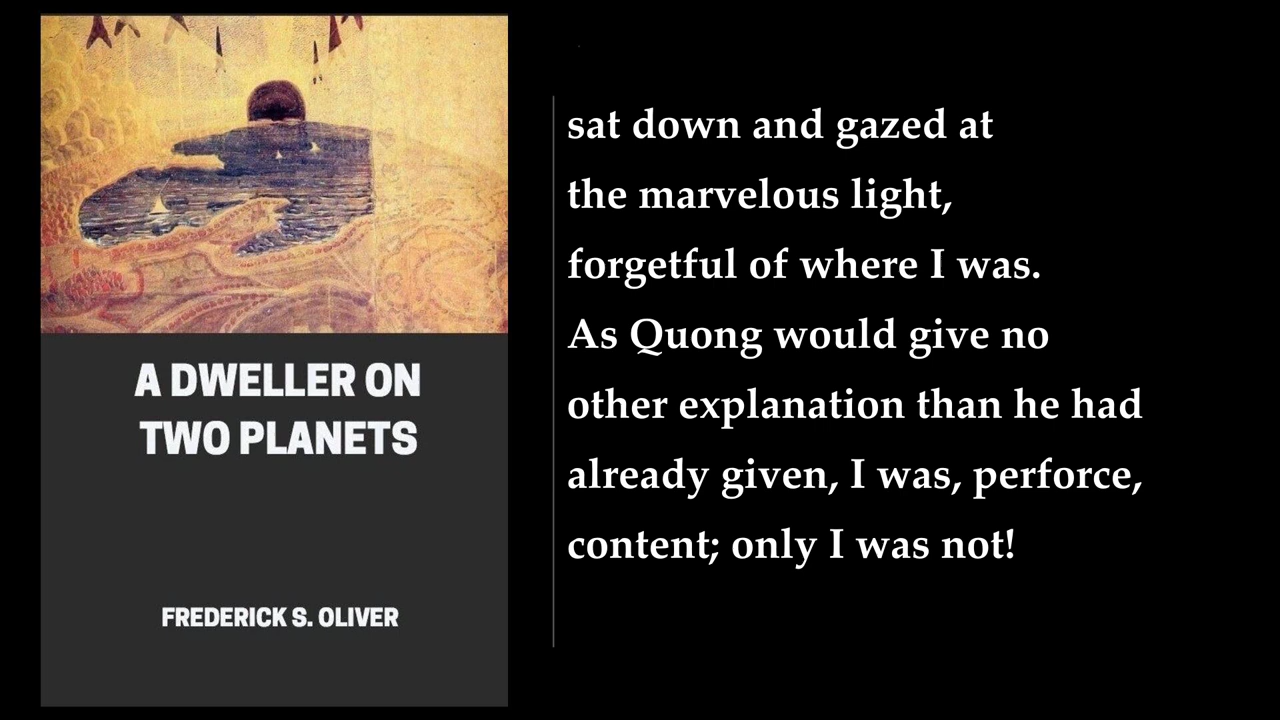 A DWELLER ON
TWO PLANETS
FREDERICK S. OLIVER
sat down and gazed at
the marvelous light,
forgetful of where I was.
As Quong would give no
other explanation than he had
already given, I was, perforce,
content; only I was not!